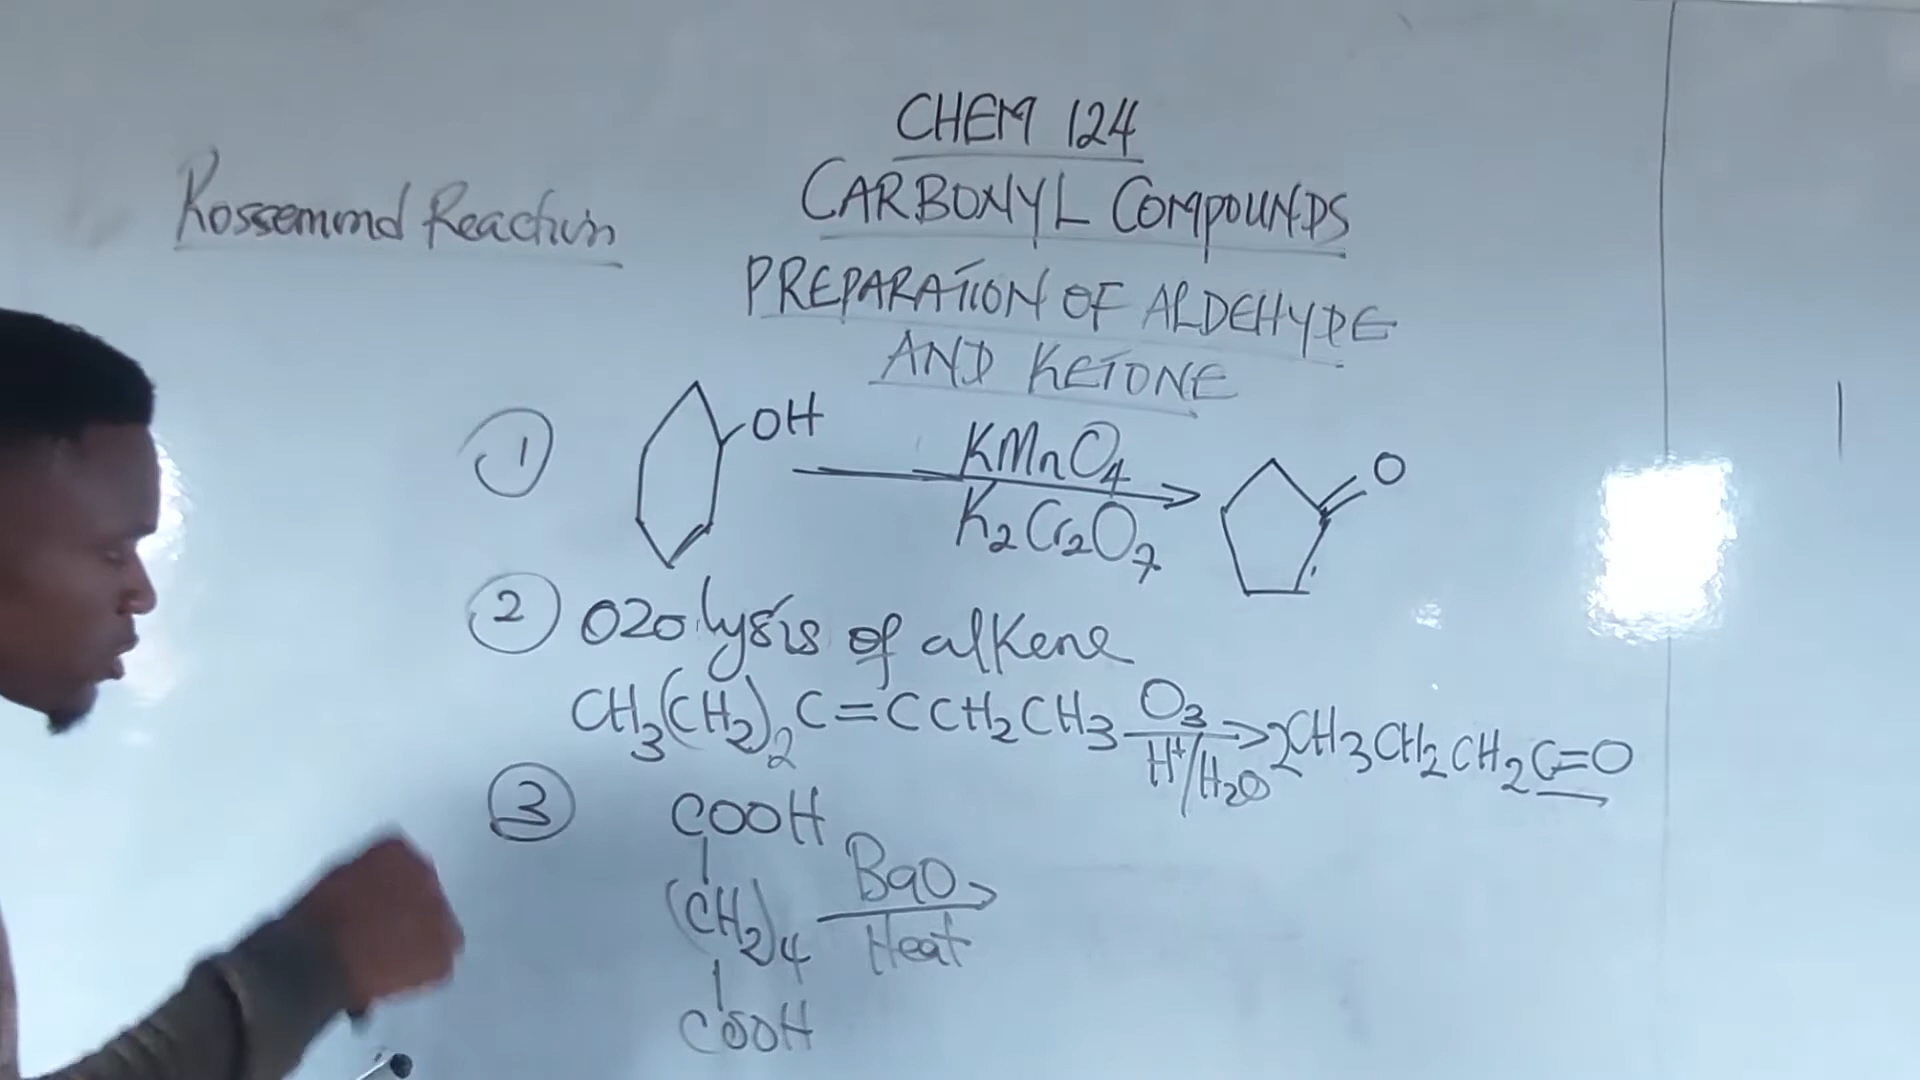 CHEM 124
CARBONYL COMPOUNDS
Rossemmd Reaction
PREPARATION OF ALDEHYDE
AND KETONE
1 OH KMnO4 O
K2Cr2O7
2 OZOlysis of alkene
CH3(CH2)2C=CCH2CH3 O3 2CH3CH2CH2C=O
H+/H2O
3 COOH
(CH2)4 BaO
Heat
COOH